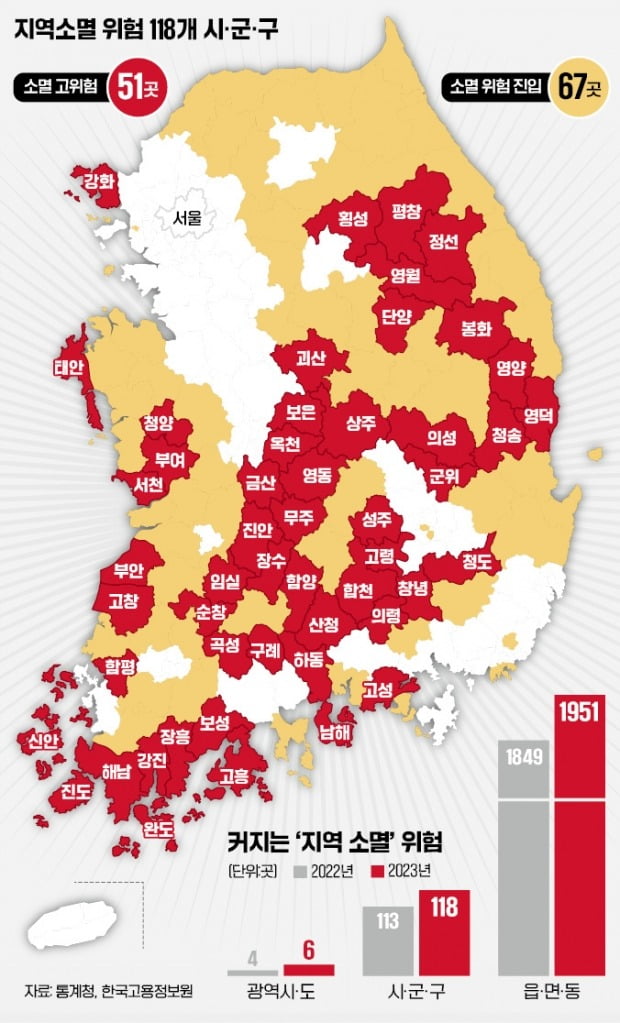 지역소멸 위험 118개 시·군·구
소멸 고위험 51곳
소멸 위험 진입 67곳
강화
서울
횡성
평창
정선
영월
단양
봉화
태안
괴산
영양
청양
보은
상주
의성
영덕
부여
옥천
청송
서천
금산
영동
군위
진안
무주
성주
부안
장수
고령
청도
고창
임실
함양
합천
창녕
순창
산청
의령
함평
곡성
구례
하동
고성
신안
보성
남해
장흥
해남
강진
진도
고흥
완도
커지는 ‘지역 소멸’ 위험
(단위:곳) 2022년 2023년
4
6
113
118
1849
1951
광역시·도
시·군·구
읍·면·동
자료: 통계청, 한국고용정보원